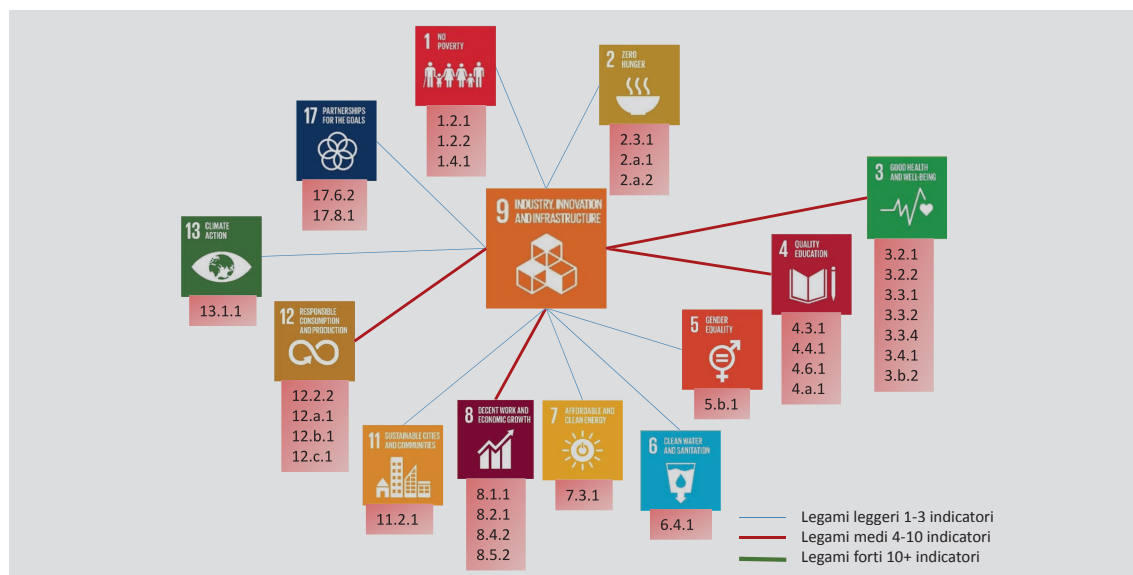 1 NO
POVERTY
1.2.1
1.2.2
1.4.1
2 ZERO
HUNGER
2.3.1
2.a.1
2.a.2
17 PARTNERSHIPS
FOR THE GOALS
17.6.2
17.8.1
3 GOOD HEALTH
AND WELL-BEING
3.2.1
3.2.2
3.3.1
3.3.2
3.3.4
3.4.1
3.b.2
9 INDUSTRY, INNOVATION
AND INFRASTRUCTURE
13 CLIMATE
ACTION
13.1.1
4 QUALITY
EDUCATION
4.3.1
4.4.1
4.6.1
4.a.1
12 RESPONSIBLE
CONSUMPTION
AND PRODUCTION
12.2.2
12.a.1
12.b.1
12.c.1
5 GENDER
EQUALITY
5.b.1
11 SUSTAINABLE CITIES
AND COMMUNITIES
11.2.1
8 DECENT WORK AND
ECONOMIC GROWTH
8.1.1
8.2.1
8.4.2
8.5.2
7 AFFORDABLE AND
CLEAN ENERGY
7.3.1
6 CLEAN WATER
AND SANITATION
6.4.1
Legami leggeri 1-3 indicatori
Legami medi 4-10 indicatori
Legami forti 10+ indicatori